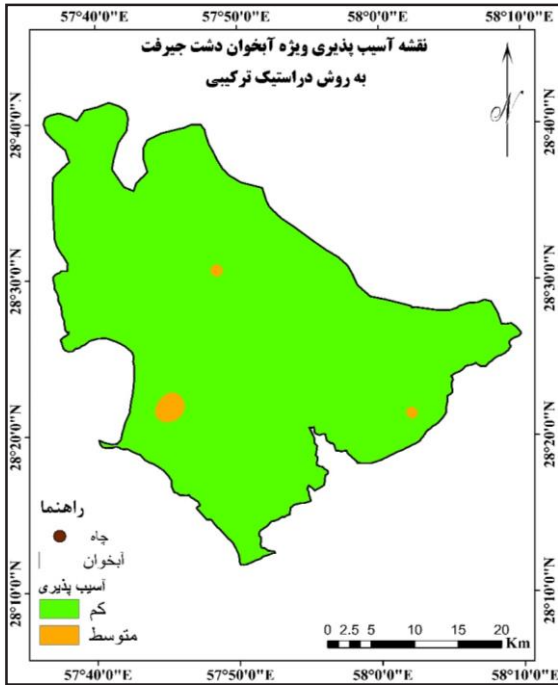 57°40'0"E 57°50'0"E 58°0'0"E 58°10'0"E
نقشه آسیب پذیری ویژه آبخوان دشت جیرفت
به روش دراستیک ترکیبی
N
28°40'0"N 28°40'0"N
28°30'0"N 28°30'0"N
28°20'0"N 28°20'0"N
28°10'0"N 28°10'0"N
راهنما
چاه
آبخوان
آسیب پذیری
کم
متوسط
0 2.5 5 10 15 20
Km
57°40'0"E 57°50'0"E 58°0'0"E 58°10'0"E